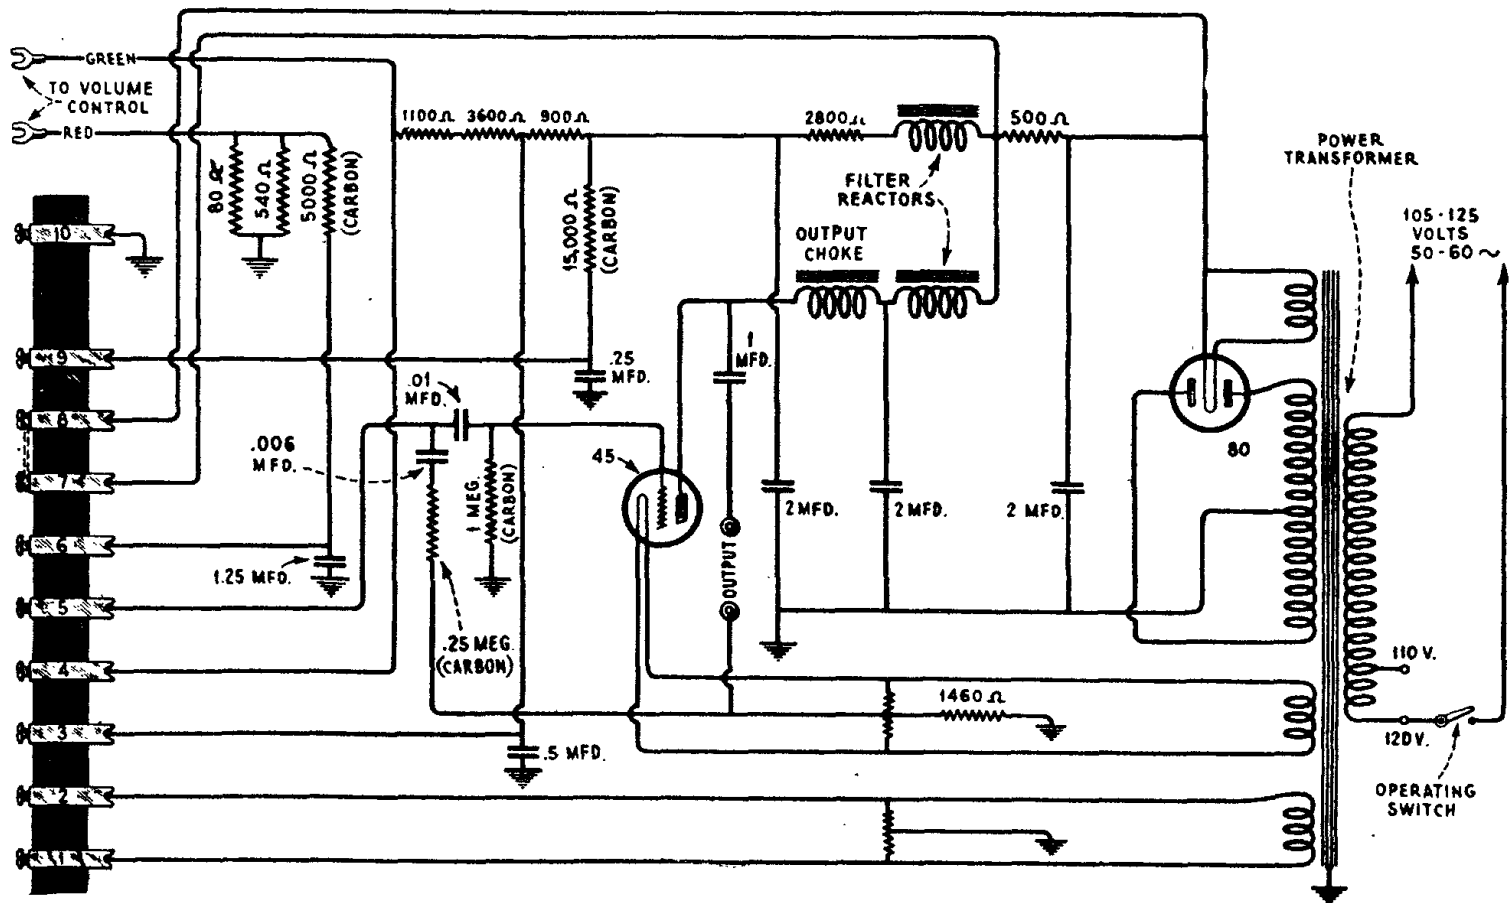 GREEN
TO VOLUME
CONTROL
RED
1100Ω
3600Ω
900Ω
2800Ω
500Ω
POWER
TRANSFORMER
80Ω
540Ω
5000Ω
(CARBON)
15,000Ω
(CARBON)
FILTER
REACTORS
OUTPUT
CHOKE
105-125
VOLTS
50-60~
10
9
8
7
6
5
4
3
2
1
.25
MFD.
1
MFD.
.01
MFD.
.006
MFD.
1 MEG.
(CARBON)
45
80
2 MFD.
2 MFD.
2 MFD.
1.25 MFD.
OUTPUT
.25 MEG.
(CARBON)
1460Ω
110 V.
120 V.
.5 MFD.
OPERATING
SWITCH